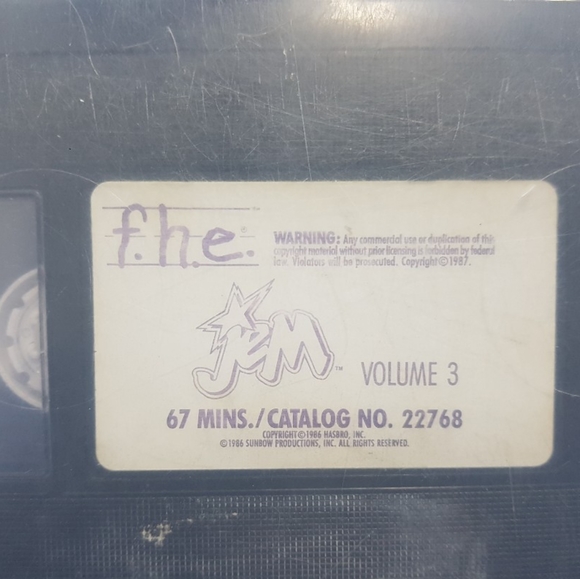 f.h.e.
WARNING: Any commercial use or duplication of this
copyright material without prior licensing is forbidden by federal
law. Violators will be prosecuted. Copyright©1987.
JEM™ VOLUME 3
67 MINS./CATALOG NO. 22768
COPYRIGHT©1986 HASBRO, INC.
©1986 SUNBOW PRODUCTIONS, INC. ALL RIGHTS RESERVED.